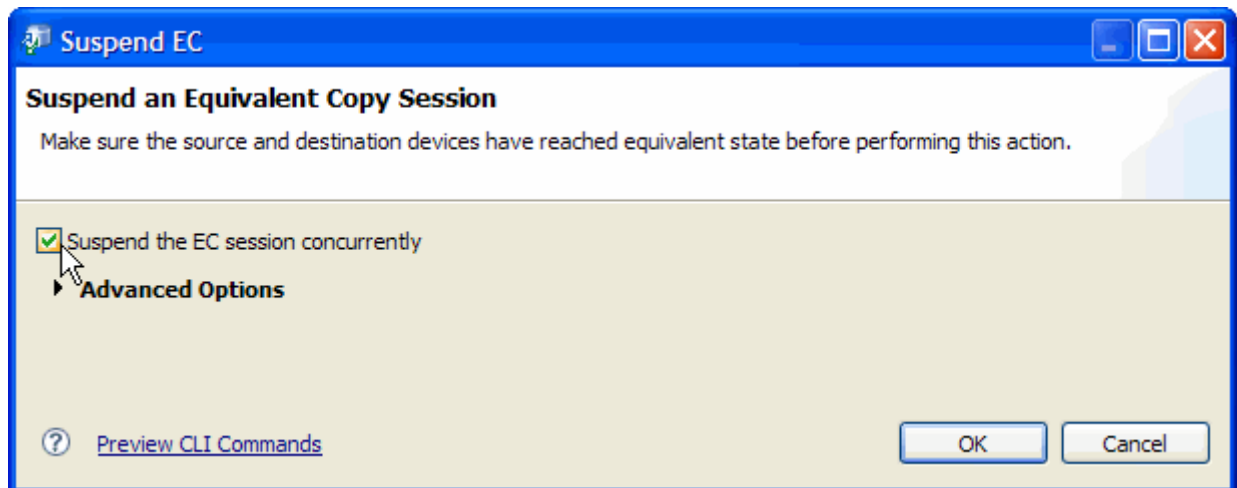 Suspend EC
Suspend an Equivalent Copy Session
Make sure the source and destination devices have reached equivalent state before performing this action.
Suspend the EC session concurrently
Advanced Options
? Preview CLI Commands
OK Cancel